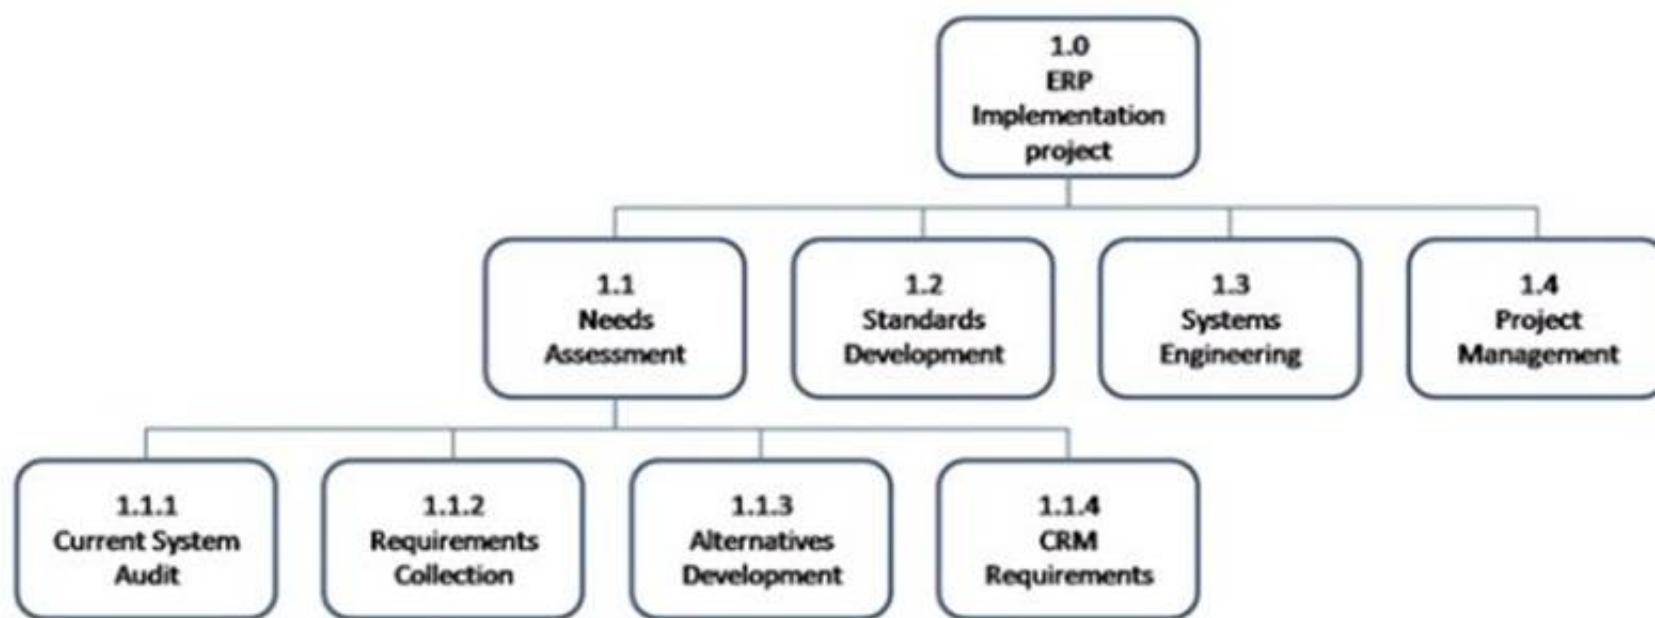 1.0
ERP
Implementation
project
1.1
Needs
Assessment
1.2
Standards
Development
1.3
Systems
Engineering
1.4
Project
Management
1.1.1
Current System
Audit
1.1.2
Requirements
Collection
1.1.3
Alternatives
Development
1.1.4
CRM
Requirements